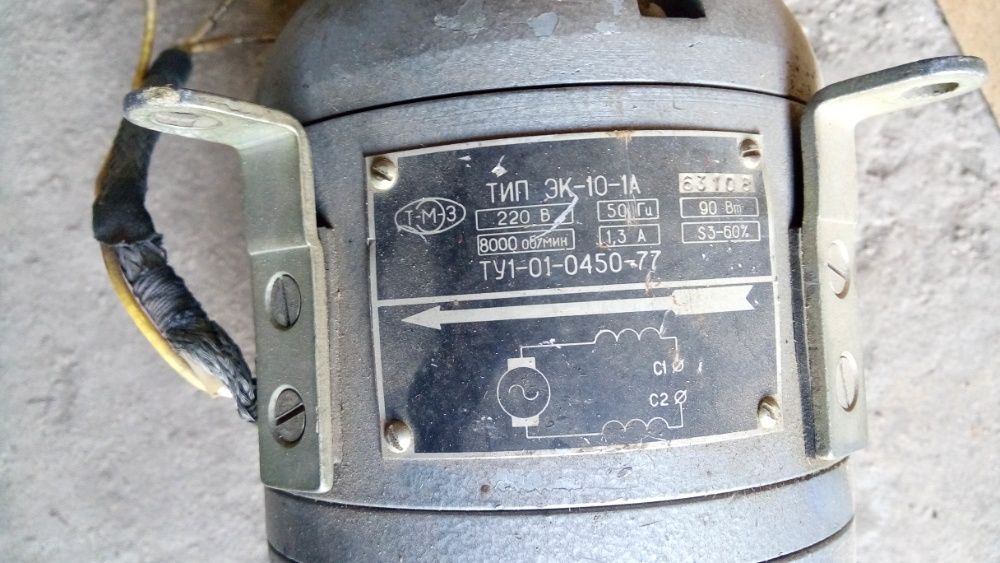 Т-М-З
ТИП ЭК-10-1А
63108
220 В 50 Гц 90 Вт
8000 об/мин 1,3 А S3-60%
ТУ1-01-0450-77
С1
С2